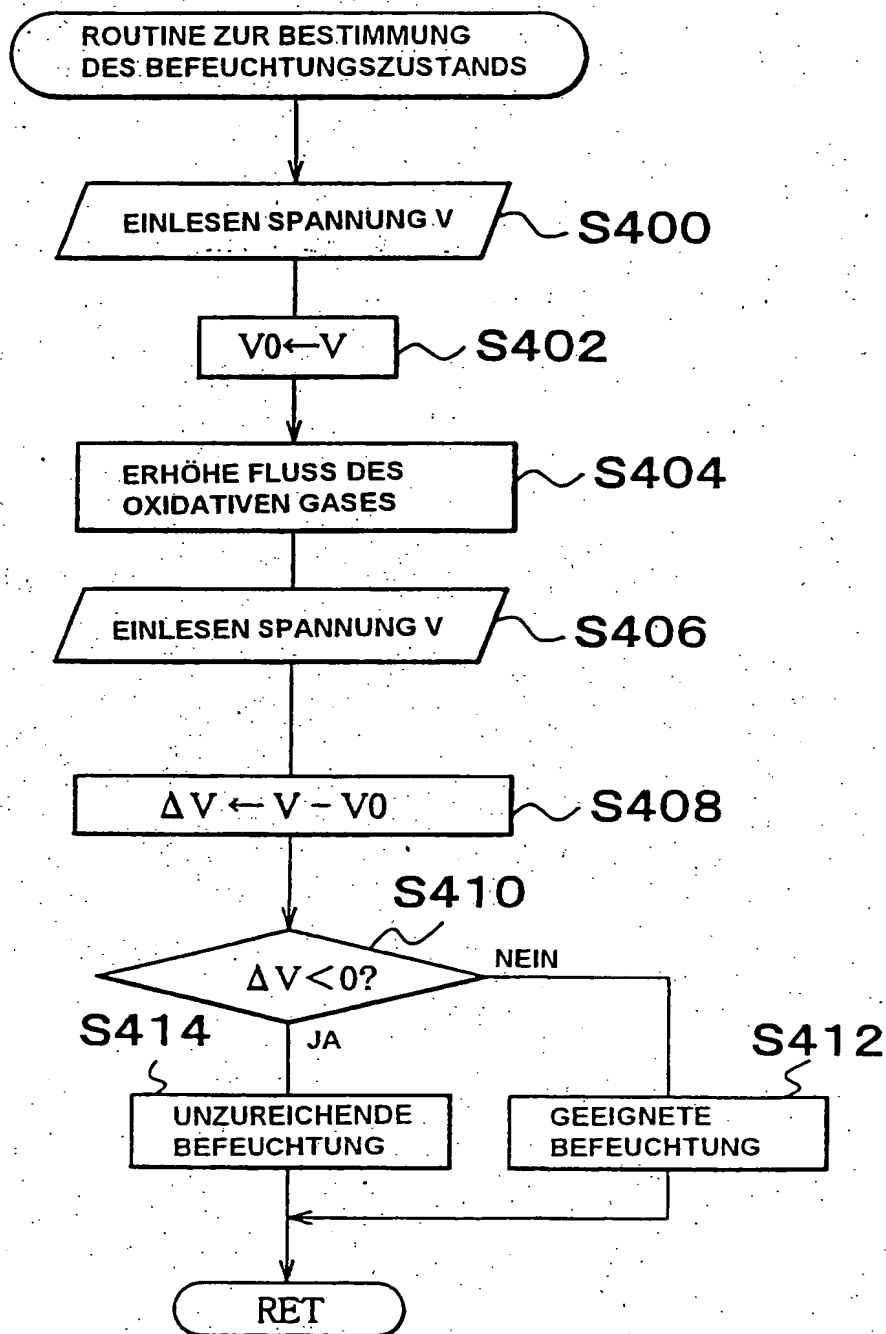 ROUTINE ZUR BESTIMMUNG
DES BEFEUCHTUNGSZUSTANDS
EINLESEN SPANNUNG V
S400
V0←V
S402
ERHÖHE FLUSS DES
OXIDATIVEN GASES
S404
EINLESEN SPANNUNG V
S406
ΔV ← V − V0
S408
S410
ΔV<0?
NEIN
JA
S414
S412
UNZUREICHENDE
BEFEUCHTUNG
GEEIGNETE
BEFEUCHTUNG
RET